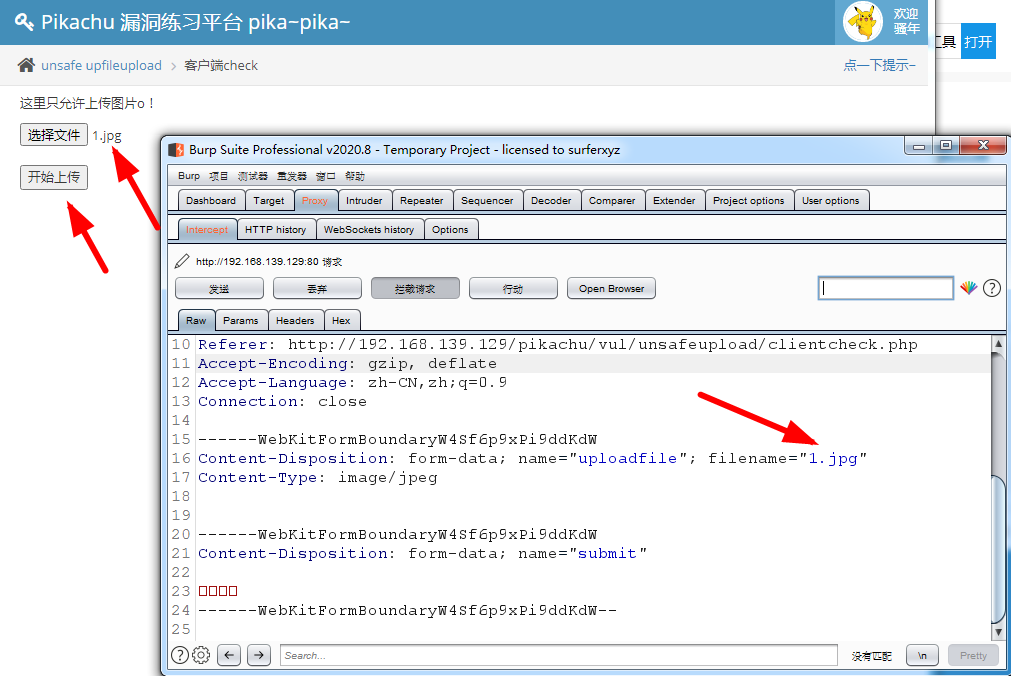 Pikachu 漏洞练习平台 pika~pika~
欢迎
骚年
工具 打开
unsafe upfileupload > 客户端check
点一下提示~
这里只允许上传图片o！
选择文件 1.jpg
开始上传
Burp Suite Professional v2020.8 - Temporary Project - licensed to surferxyz
Burp 项目 测试器 重发器 窗口 帮助
Dashboard Target Proxy Intruder Repeater Sequencer Decoder Comparer Extender Project options User options
Intercept HTTP history WebSockets history Options
http://192.168.139.129:80 请求
发送 丢弃 拦截请求 行动 Open Browser
Raw Params Headers Hex
10 Referer: http://192.168.139.129/pikachu/vul/unsafeupload/clientcheck.php
11 Accept-Encoding: gzip, deflate
12 Accept-Language: zh-CN,zh;q=0.9
13 Connection: close
14
15 ------WebKitFormBoundaryW4Sf6p9xPi9ddKdW
16 Content-Disposition: form-data; name="uploadfile"; filename="1.jpg"
17 Content-Type: image/jpeg
18
19
20 ------WebKitFormBoundaryW4Sf6p9xPi9ddKdW
21 Content-Disposition: form-data; name="submit"
22
23 □□□□
24 ------WebKitFormBoundaryW4Sf6p9xPi9ddKdW--
25
Search...
没有匹配
\n
Pretty